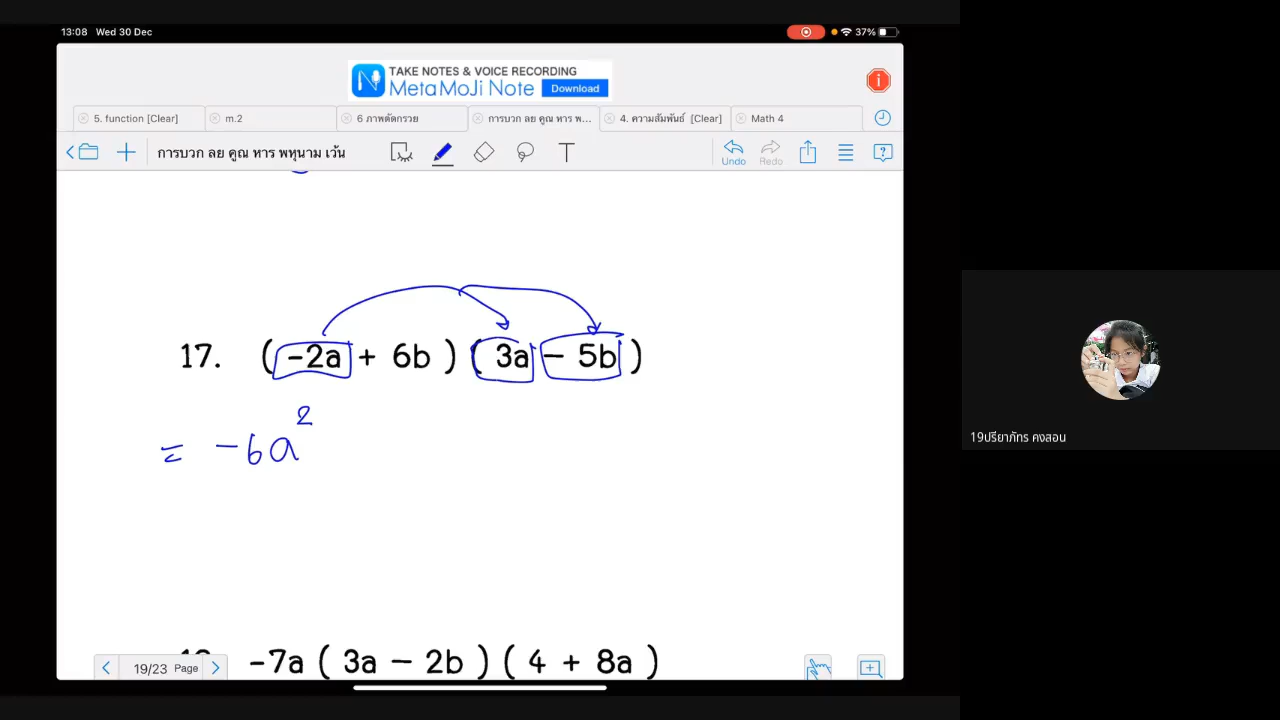 13:08 Wed 30 Dec
37%
TAKE NOTES & VOICE RECORDING
MetaMoJi Note Download
5. function [Clear]
m.2
6 ภาพตัดกรวย
การบวก ลย คูณ หาร พ...
4. ความสัมพันธ์ [Clear]
Math 4
การบวก ลย คูณ หาร พหุนาม เว้น
T
Undo
Redo
17. ( -2a + 6b ) ( 3a - 5b )
= -6a²
19ปรียาภัทร คงสอน
-7a ( 3a - 2b ) ( 4 + 8a )
19/23 Page